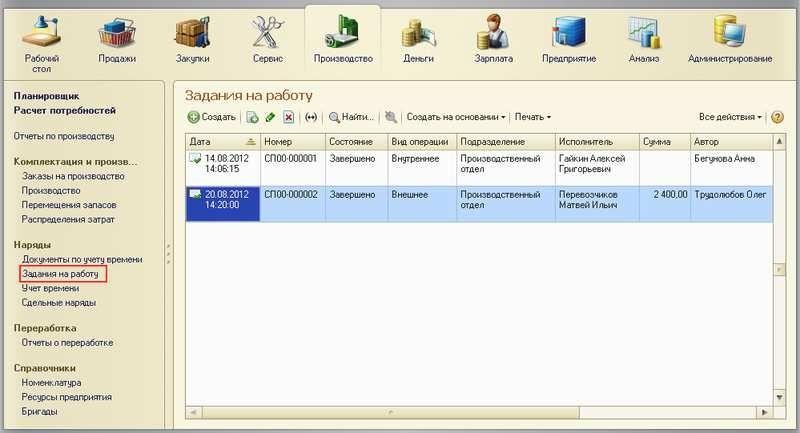 Рабочий стол
Продажи
Закупки
Сервис
Производство
Деньги
Зарплата
Предприятие
Анализ
Администрирование
Планировщик
Расчет потребностей
Отчеты по производству
Комплектация и произв...
Заказы на производство
Производство
Перемещения запасов
Распределения затрат
Наряды
Документы по учету времени
Задания на работу
Учет времени
Сдельные наряды
Переработка
Отчеты о переработке
Справочники
Номенклатура
Ресурсы предприятия
Бригады
Задания на работу
Создать
Найти...
Создать на основании
Печать
Все действия
Дата Номер Состояние Вид операции Подразделение Исполнитель Сумма Автор
14.08.2012 СП00-000001 Завершено Внутреннее Производственный Гайкин Алексей Бегунова Анна
14:06:15 отдел Григорьевич
20.08.2012 СП00-000002 Завершено Внешнее Производственный Перевозчиков 2 400,00 Трудолюбов Олег
14:20:00 отдел Матвей Ильич